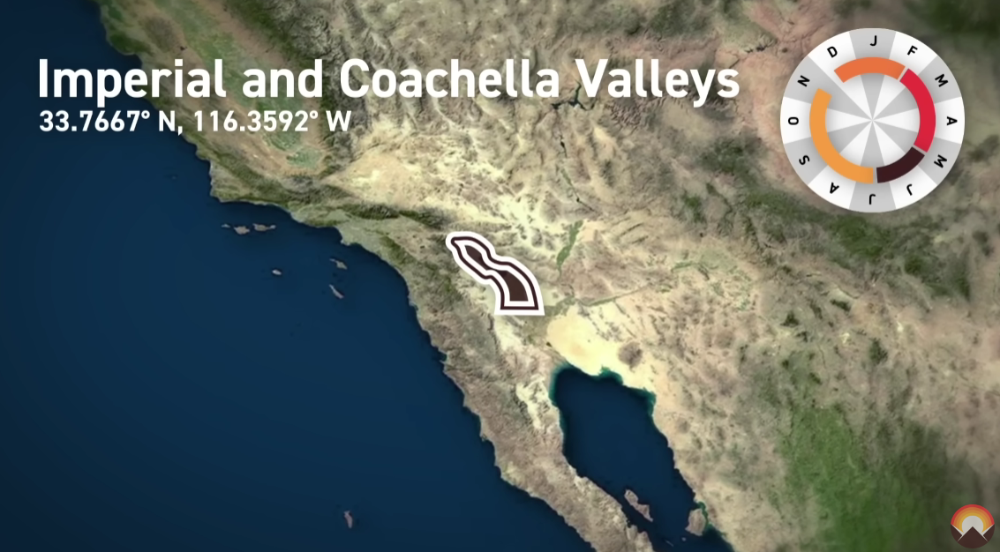 Imperial and Coachella Valleys
33.7667° N, 116.3592° W
J
F
M
A
M
J
J
A
S
O
N
D